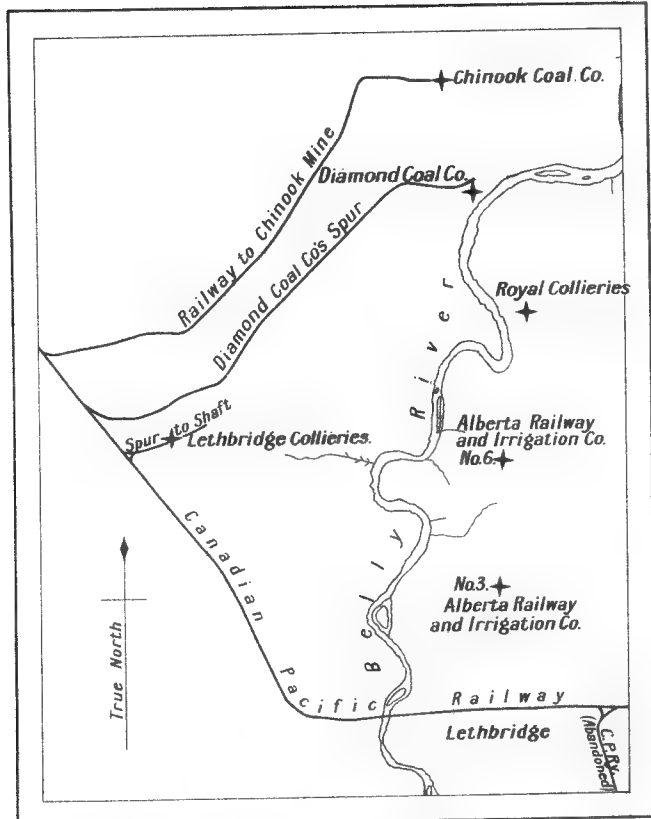 Chinook Coal Co.
Diamond Coal Co.
Railway to Chinook Mine
Diamond Coal Co's Spur
Royal Collieries
Belly River
Spur to Shaft
Lethbridge Collieries.
Alberta Railway
and Irrigation Co.
No.6.
Canadian Pacific Railway
No.3.
Alberta Railway
and Irrigation Co.
True North
Lethbridge
C.P.Ry.
(Abandoned)